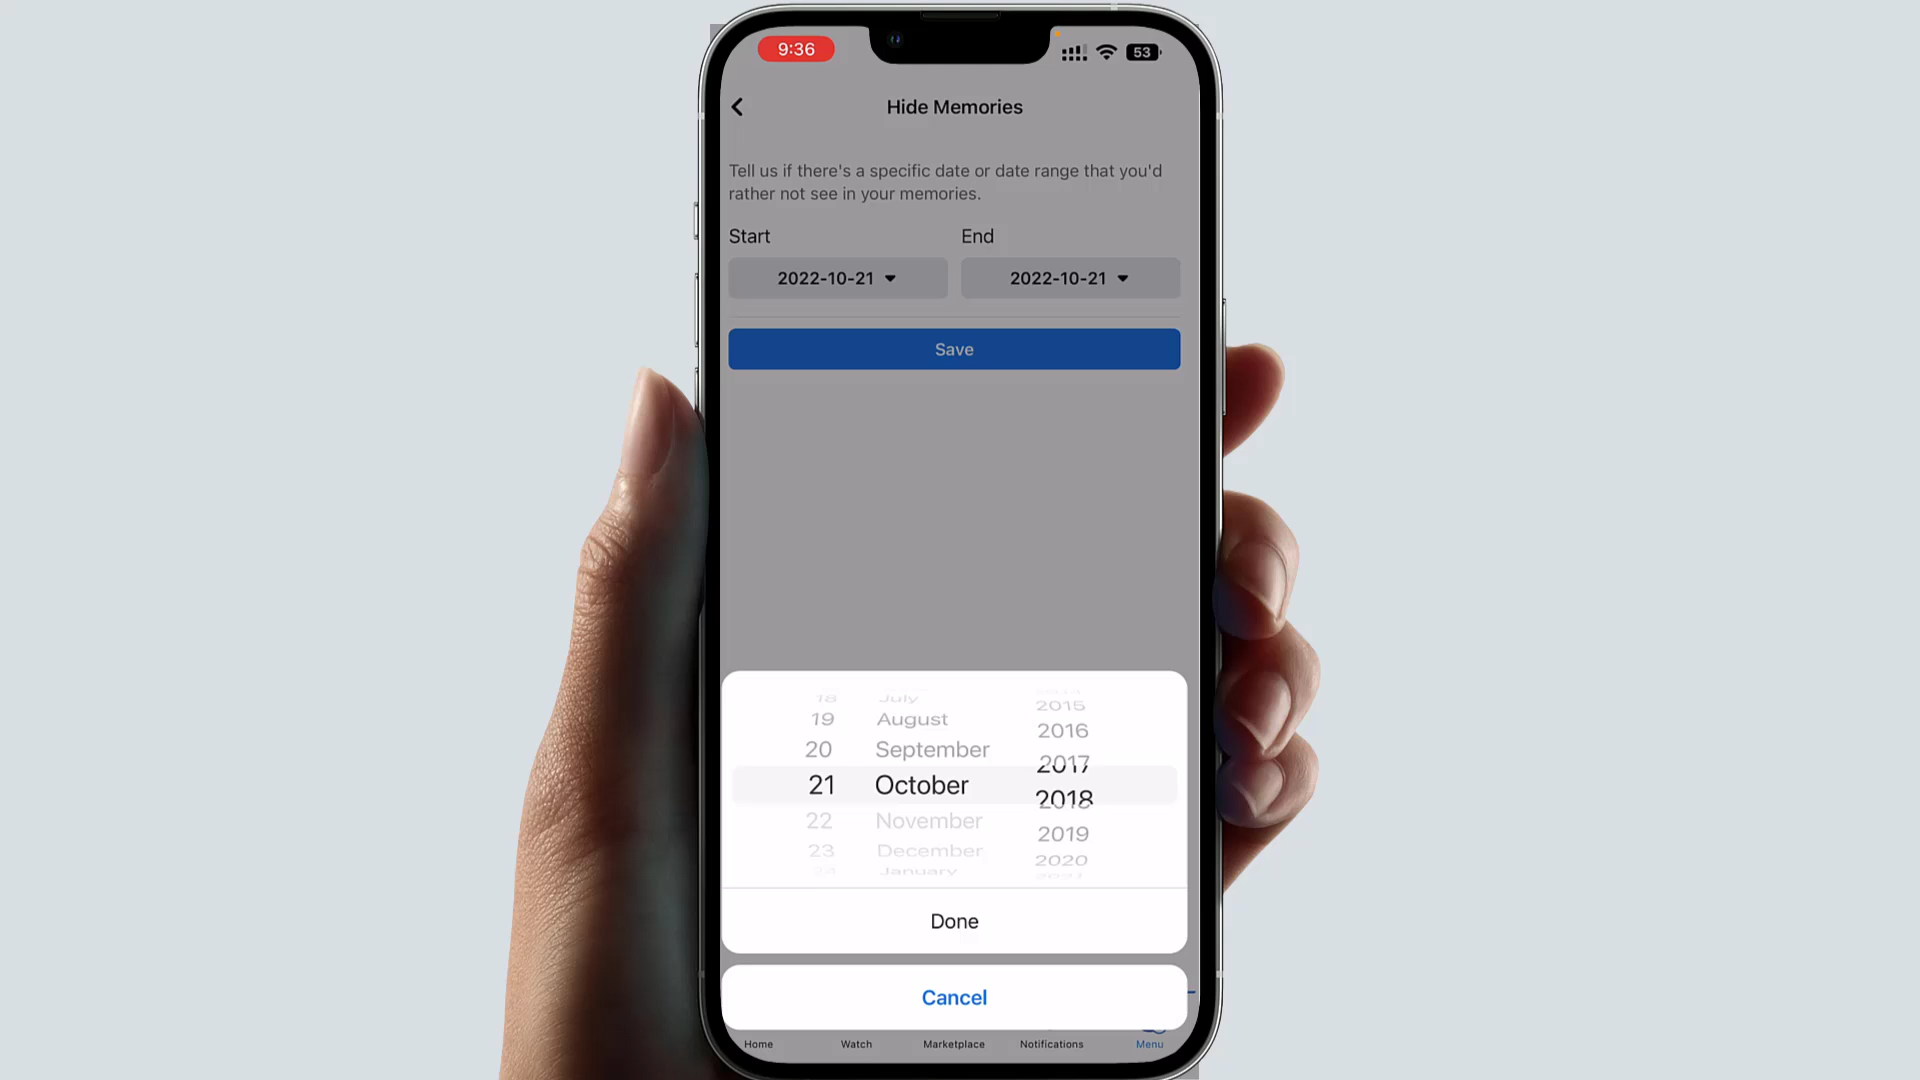 9:36
53
Hide Memories
Tell us if there's a specific date or date range that you'd
rather not see in your memories.
Start End
2022-10-21 2022-10-21
Save
18 July 2015
19 August 2016
20 September 2017
21 October 2018
22 November 2019
23 December 2020
January 2021
Done
Cancel
Home Watch Marketplace Notifications Menu